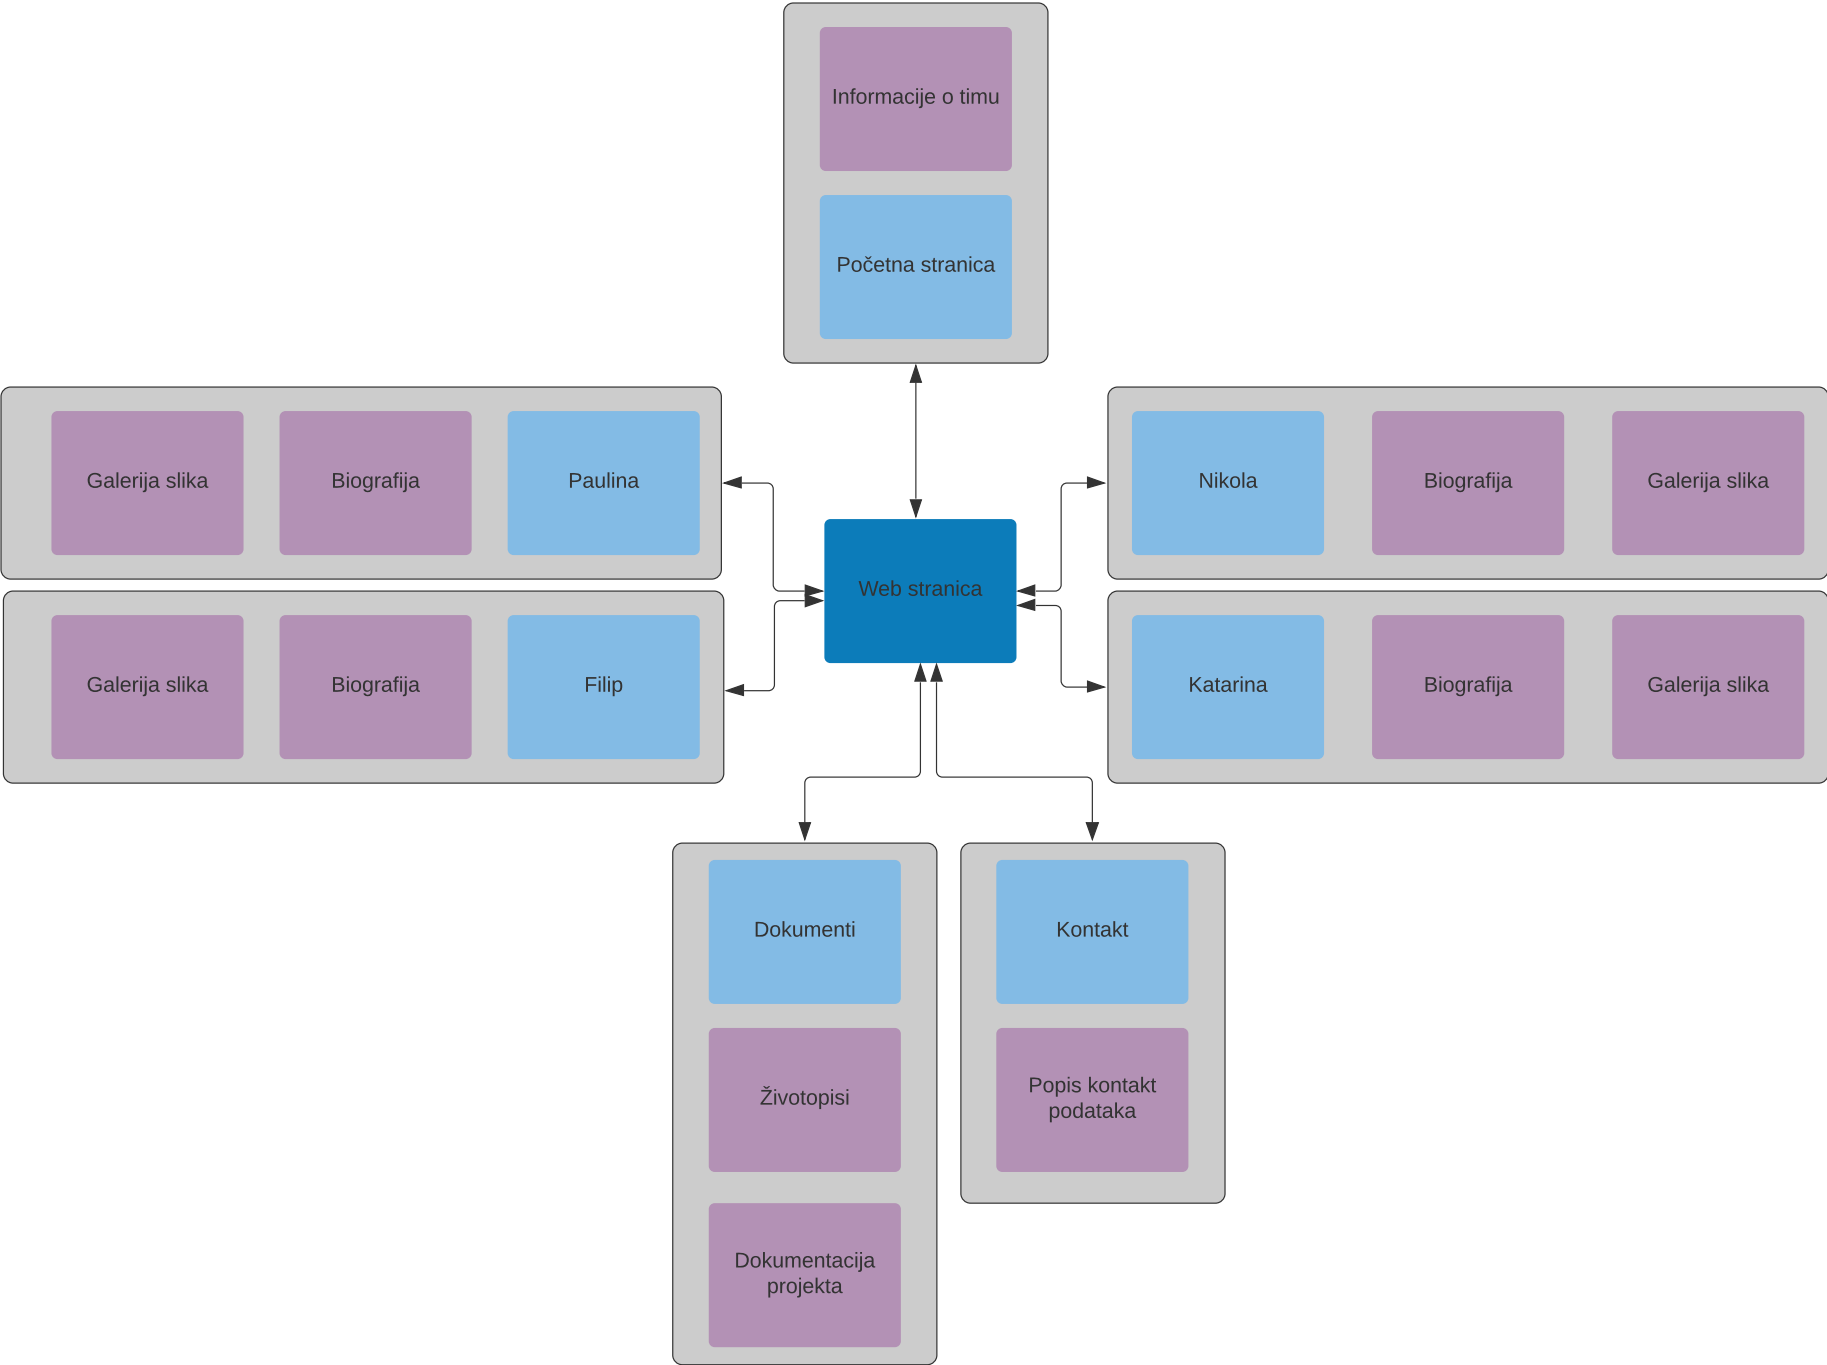 Informacije o timu
Početna stranica
Galerija slika
Biografija
Paulina
Nikola
Biografija
Galerija slika
Web stranica
Galerija slika
Biografija
Filip
Katarina
Biografija
Galerija slika
Dokumenti
Kontakt
Životopisi
Popis kontakt
podataka
Dokumentacija
projekta